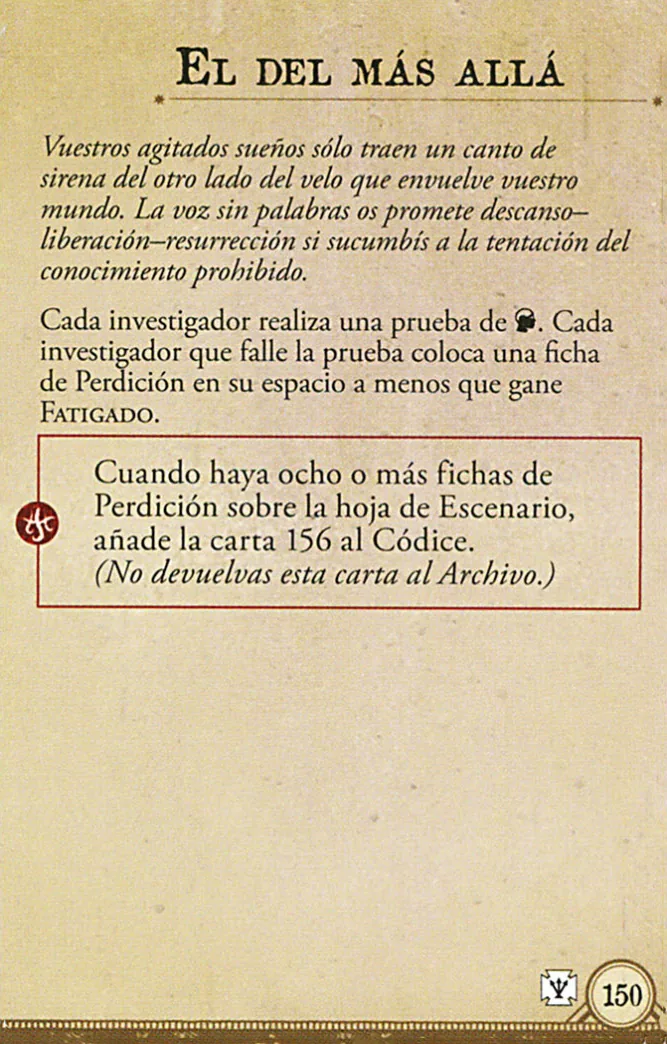 El del más allá
Vuestros agitados sueños sólo traen un canto de
sirena del otro lado del velo que envuelve vuestro
mundo. La voz sin palabras os promete descanso–
liberación–resurrección si sucumbís a la tentación del
conocimiento prohibido.
Cada investigador realiza una prueba de . Cada
investigador que falle la prueba coloca una ficha
de Perdición en su espacio a menos que gane
Fatigado.
Cuando haya ocho o más fichas de
Perdición sobre la hoja de Escenario,
añade la carta 156 al Códice.
(No devuelvas esta carta al Archivo.)
150